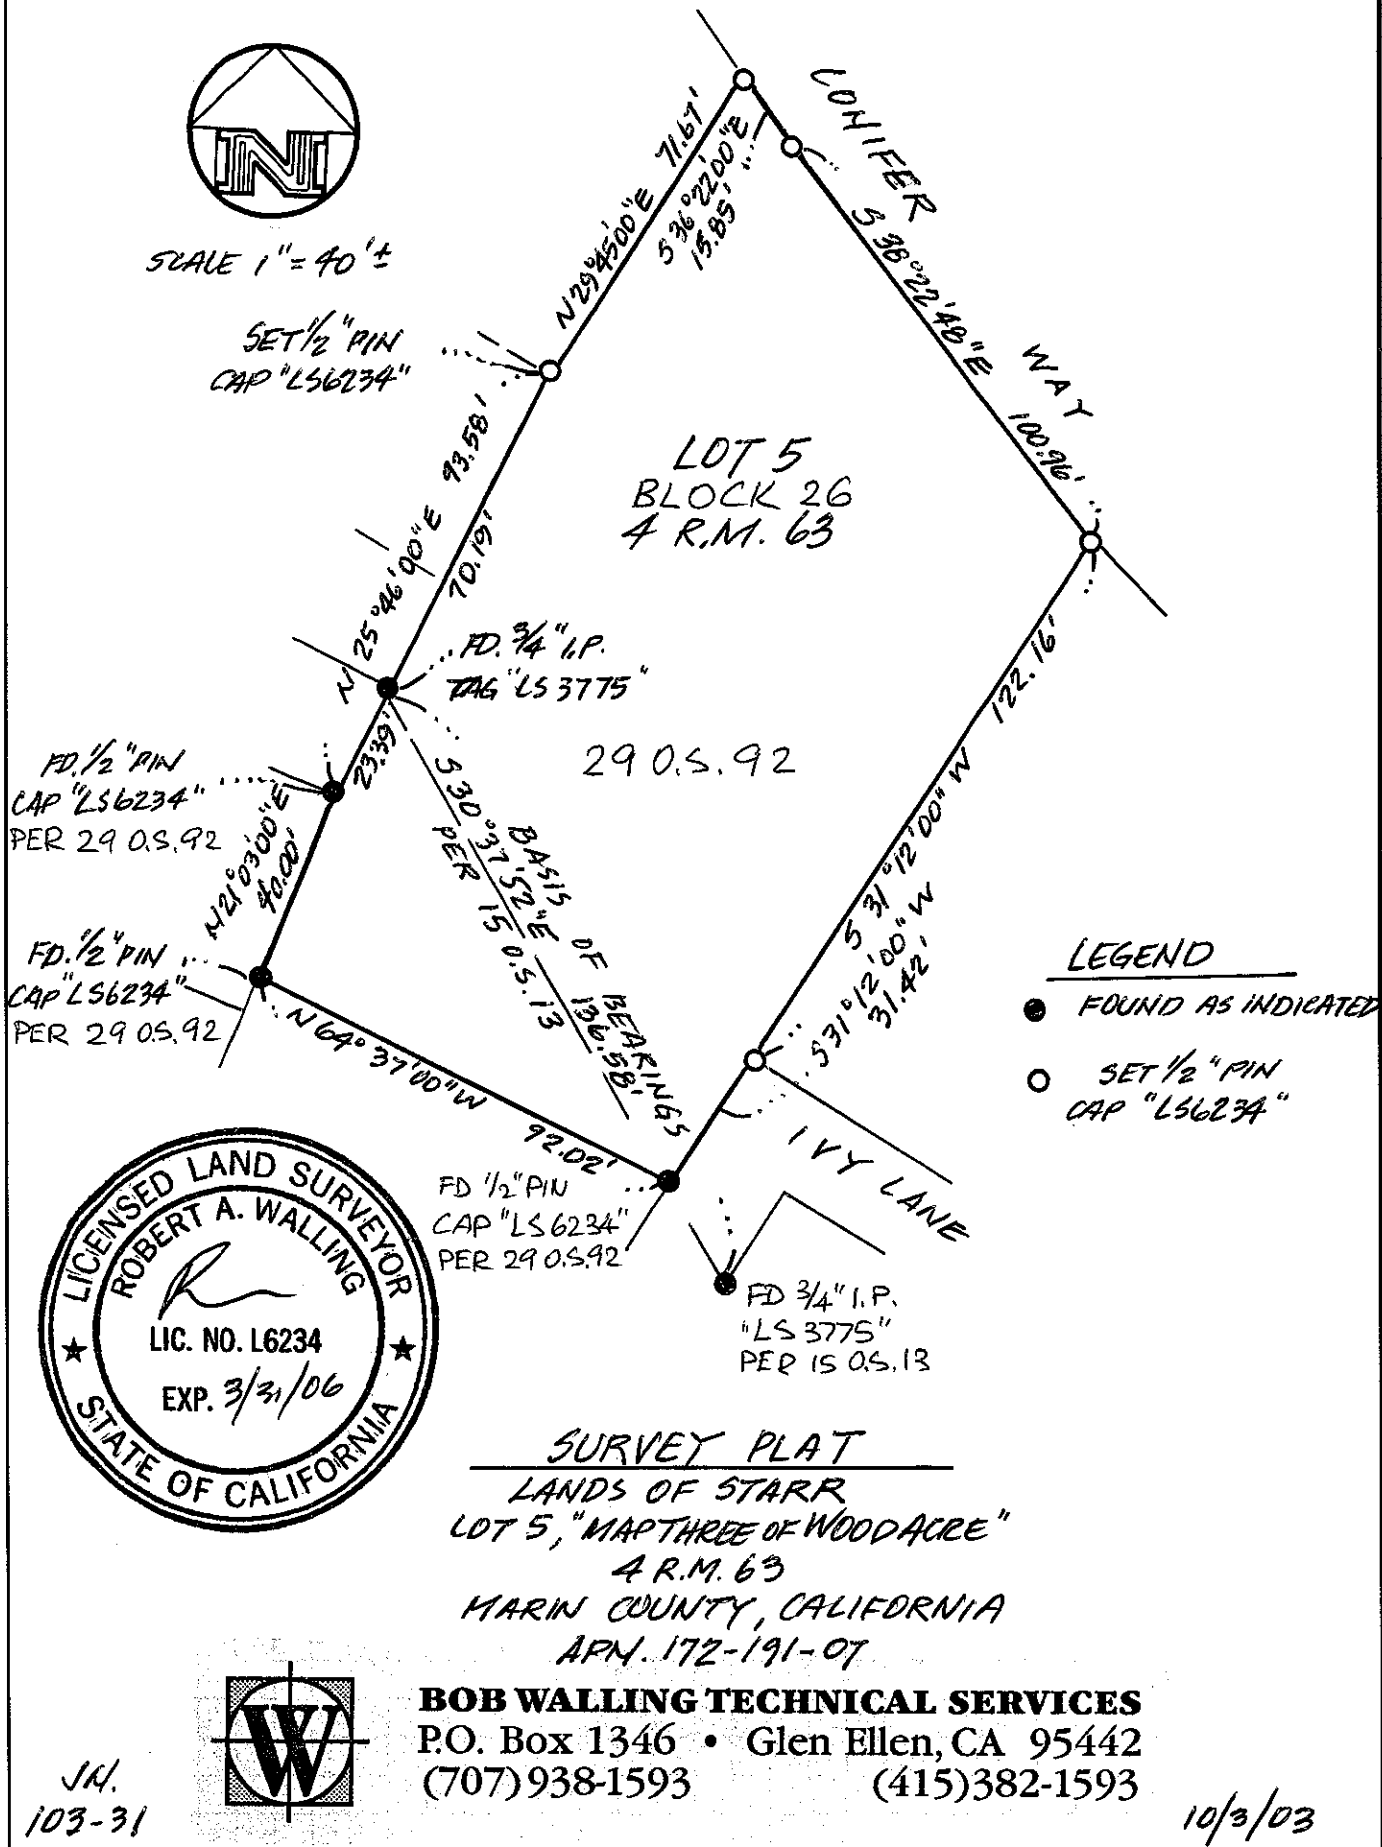 N
SCALE 1"=40'±
CONIFER
WAY
N29°45'00"E 71.67'
S36°22'00"E
15.85'
S38°22'48"E 100.96'
SET 1/2" PIN
CAP "LS6234"
N 25°46'00"E 93.58'
70.19'
LOT 5
BLOCK 26
4 R.M. 63
FD. 3/4" I.P.
TAG "LS 3775"
23.39'
29 O.S. 92
122.16'
S 31°12'00" W
FD. 1/2" PIN
CAP "LS6234"
PER 29 O.S. 92
N21°03'00"E
40.00'
BASIS OF BEARINGS
S30°37'52"E 136.58'
PER 15 O.S. 13
S31°12'00" W
31.42'
FD. 1/2" PIN
CAP "LS6234"
PER 29 O.S. 92
N 64°37'00" W
92.02'
LEGEND
FOUND AS INDICATED
SET 1/2" PIN
CAP "LS6234"
IVY LANE
FD 1/2" PIN
CAP "LS 6234"
PER 29 O.S.92
FD 3/4" I.P.
"LS 3775"
PER 15 O.S. 13
LICENSED LAND SURVEYOR
ROBERT A. WALLING
LIC. NO. L6234
EXP. 3/31/06
STATE OF CALIFORNIA
SURVEY PLAT
LANDS OF STARR
LOT 5, "MAP THREE OF WOODACRE"
4 R.M. 63
MARIN COUNTY, CALIFORNIA
APN. 172-191-07
W
BOB WALLING TECHNICAL SERVICES
P.O. Box 1346 • Glen Ellen, CA 95442
(707)938-1593 (415)382-1593
JN.
103-31
10/3/03